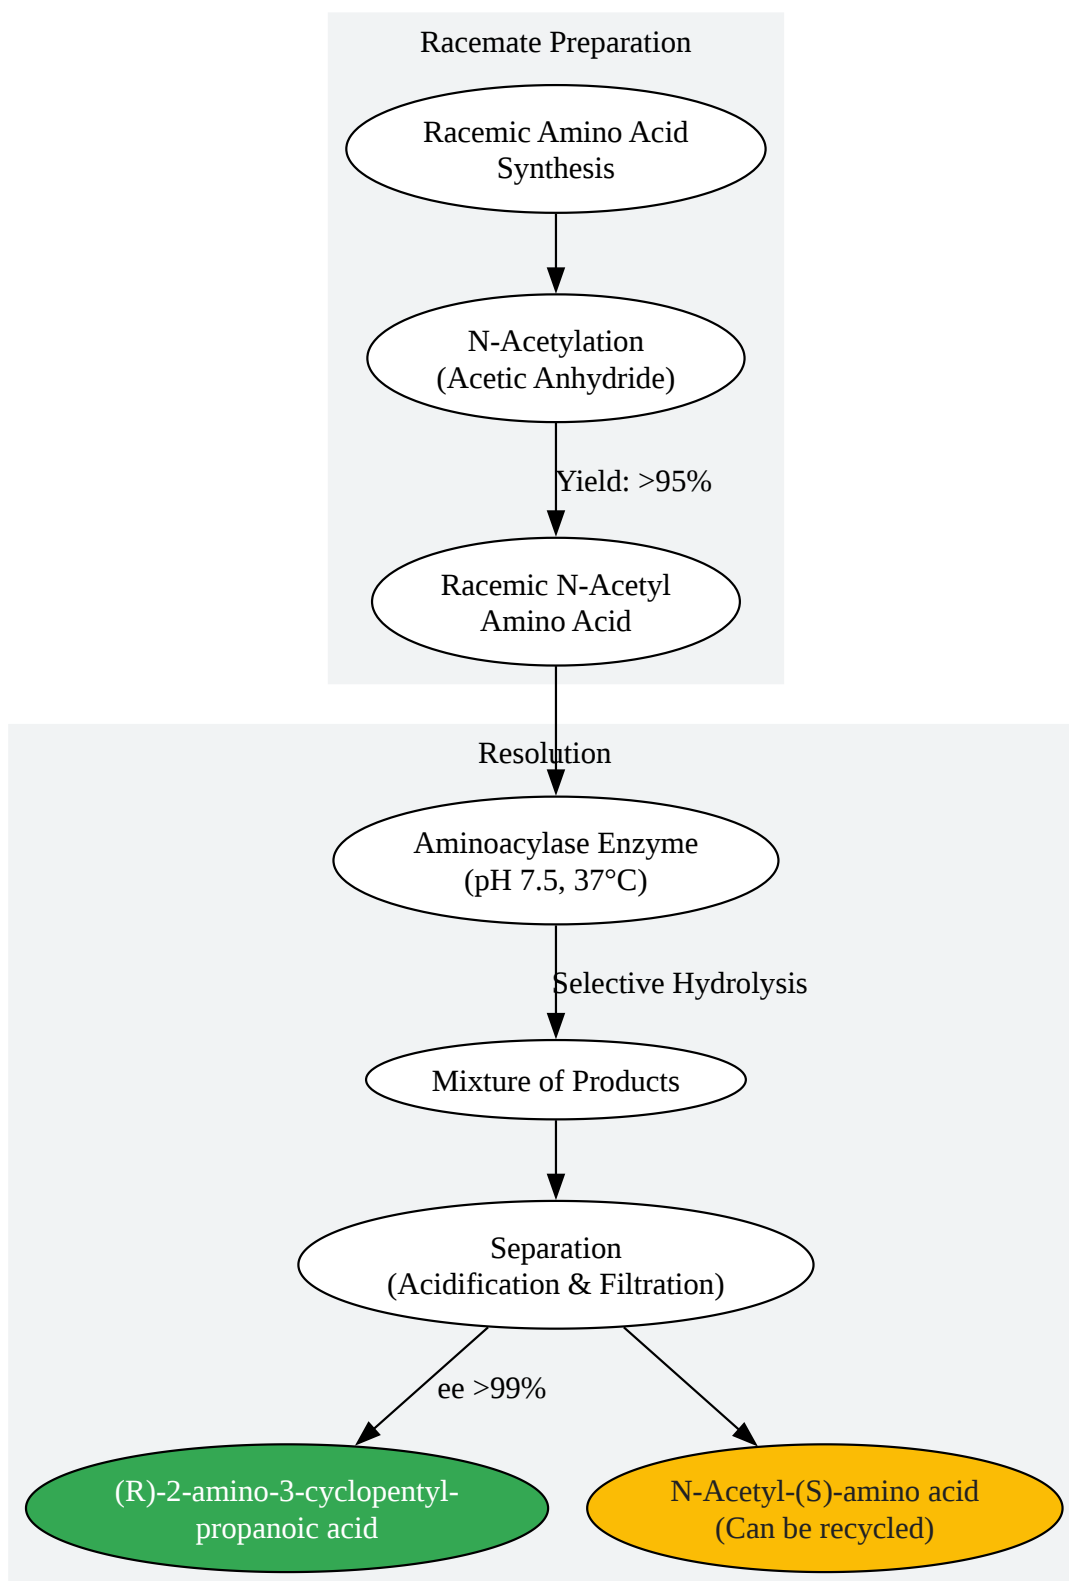 Racemate Preparation
Racemic Amino Acid
Synthesis
N-Acetylation
(Acetic Anhydride)
Yield: >95%
Racemic N-Acetyl
Amino Acid
Resolution
Aminoacylase Enzyme
(pH 7.5, 37°C)
Selective Hydrolysis
Mixture of Products
Separation
(Acidification & Filtration)
ee >99%
(R)-2-amino-3-cyclopentyl-
propanoic acid
N-Acetyl-(S)-amino acid
(Can be recycled)